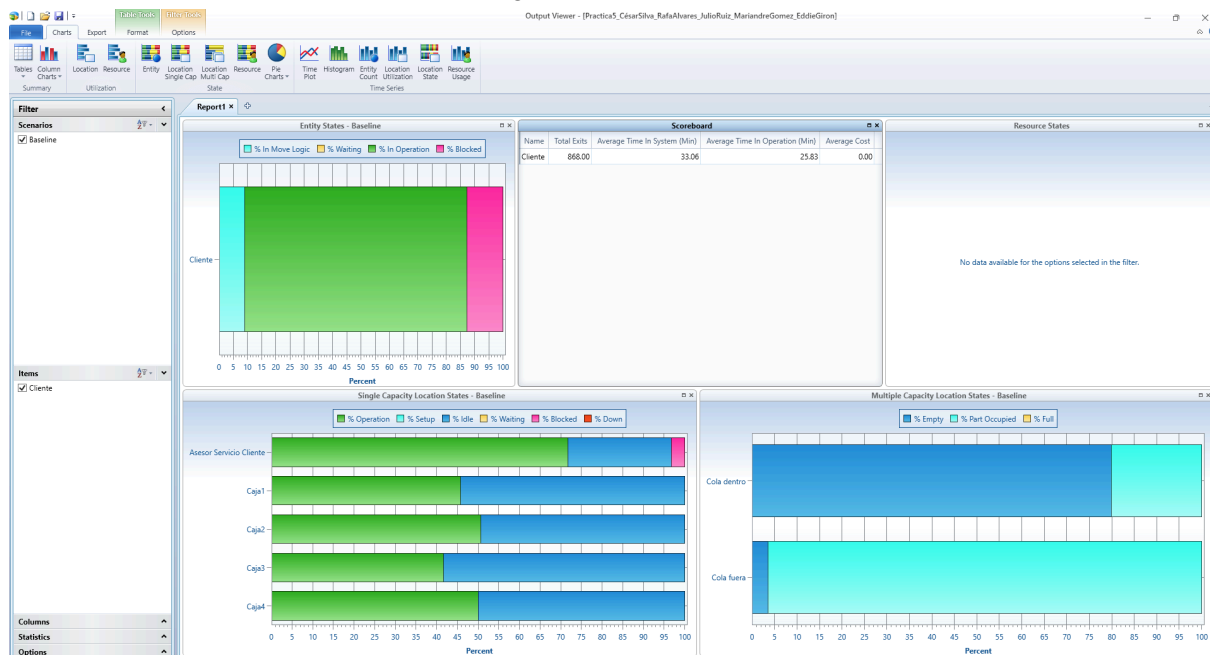 Table Tools Filter Tools
Output Viewer - [Practica5_CésarSilva_RafaAlvares_JulioRuiz_MariandreGomez_EddieGiron]
File Charts Export Format Options
Tables Column Charts Location Resource Entity Location Single Cap Location Multi Cap Resource Pie Charts Time Plot Histogram Entity Count Location Utilization Location State Resource Usage
Summary Utilization State Time Series
Filter
Report1
Scenarios
Baseline
Items
Cliente
Columns
Statistics
Options
Entity States - Baseline
% In Move Logic % Waiting % In Operation % Blocked
Cliente
0 5 10 15 20 25 30 35 40 45 50 55 60 65 70 75 80 85 90 95 100
Percent
Scoreboard
Name Total Exits Average Time In System (Min) Average Time In Operation (Min) Average Cost
Cliente 868.00 33.06 25.83 0.00
Resource States
No data available for the options selected in the filter.
Single Capacity Location States - Baseline
% Operation % Setup % Idle % Waiting % Blocked % Down
Asesor Servicio Cliente
Caja1
Caja2
Caja3
Caja4
0 5 10 15 20 25 30 35 40 45 50 55 60 65 70 75 80 85 90 95 100
Percent
Multiple Capacity Location States - Baseline
% Empty % Part Occupied % Full
Cola dentro
Cola fuera
0 5 10 15 20 25 30 35 40 45 50 55 60 65 70 75 80 85 90 95 100
Percent